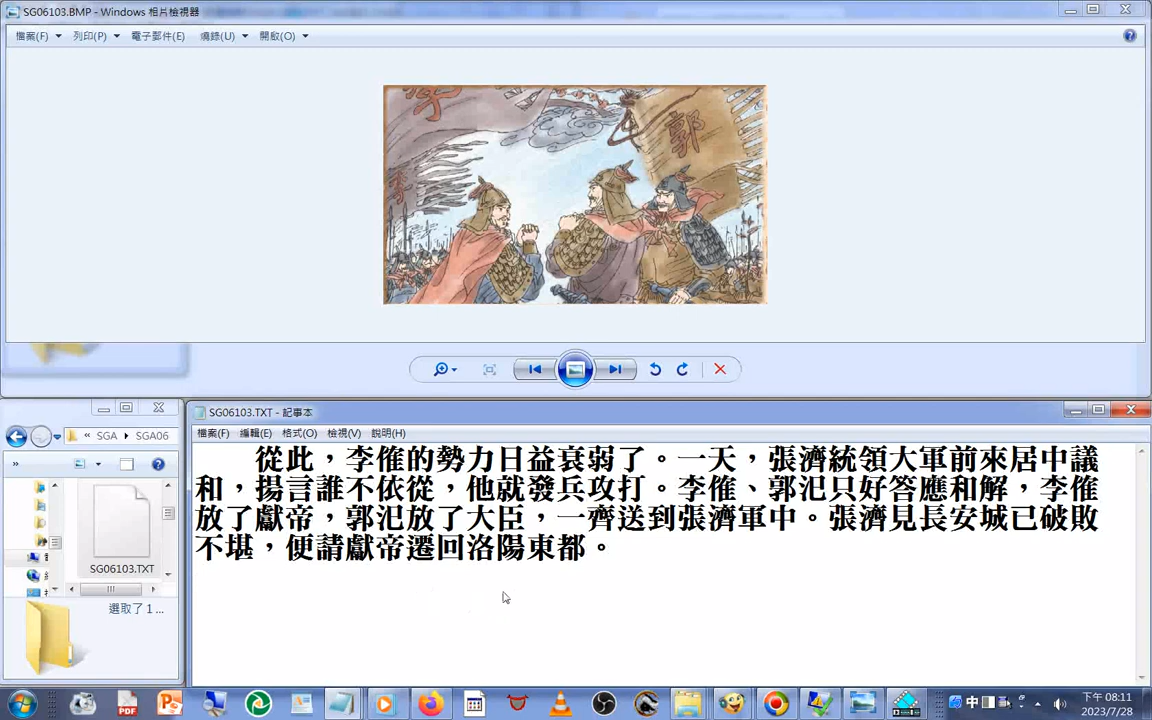 SG06103.BMP - Windows 相片檢視器
檔案(F) 列印(P) 電子郵件(E) 燒錄(U) 開啟(O)
李 郭
李
« SGA ▸ SGA06
SG06103.TXT - 記事本
檔案(F) 編輯(E) 格式(O) 檢視(V) 說明(H)
從此，李傕的勢力日益衰弱了。一天，張濟統領大軍前來居中議
和，揚言誰不依從，他就發兵攻打。李傕、郭汜只好答應和解，李傕
放了獻帝，郭汜放了大臣，一齊送到張濟軍中。張濟見長安城已破敗
不堪，便請獻帝遷回洛陽東都。
»
SG06103.TXT
選取了 1 ...
PDF
中
下午 08:11
2023/7/28